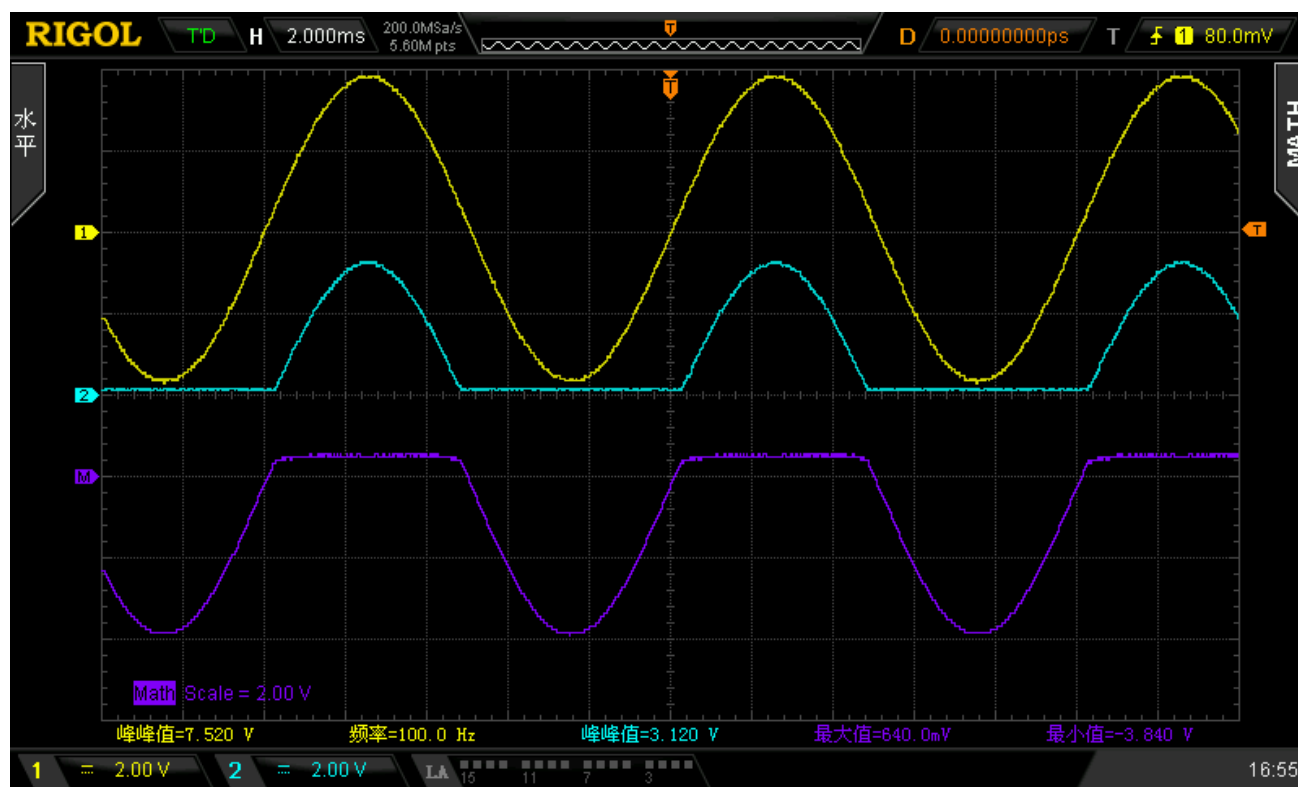 RIGOL T'D H 2.000ms 200.0MSa/s D 0.00000000ps T 1 80.0mV
5.60M pts
T
水平
MATH
T
1
T
2
M
Math Scale = 2.00 V
峰峰值=7.520 V 频率=100.0 Hz 峰峰值=3.120 V 最大值=640.0mV 最小值=-3.840 V
1 = 2.00 V 2 = 2.00 V LA 15 11 7 3 16:55